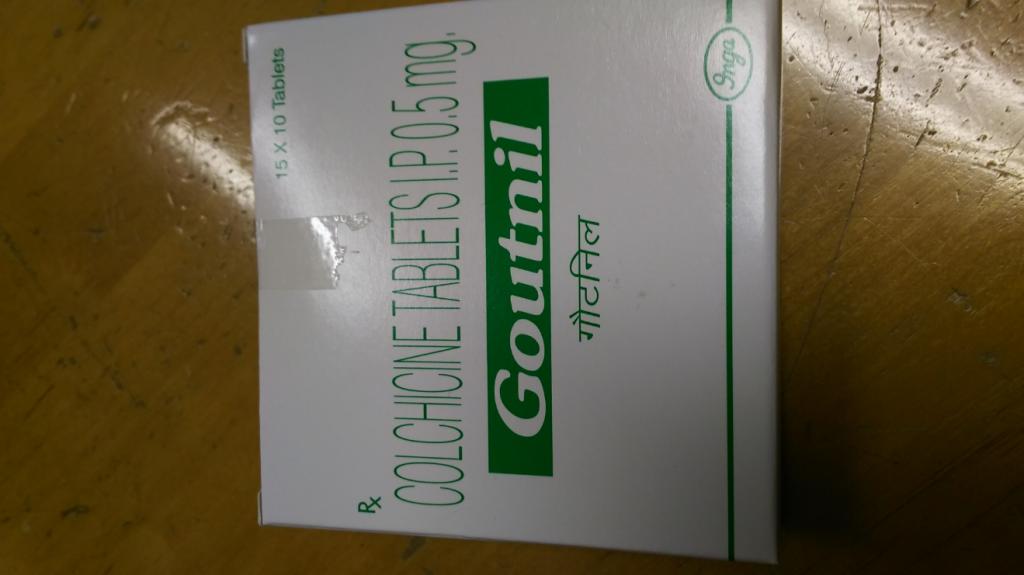 15 X 10 Tablets
Rx
COLCHICINE TABLETS I.P. 0.5 mg.
Goutnil
गौटनिल
Inga